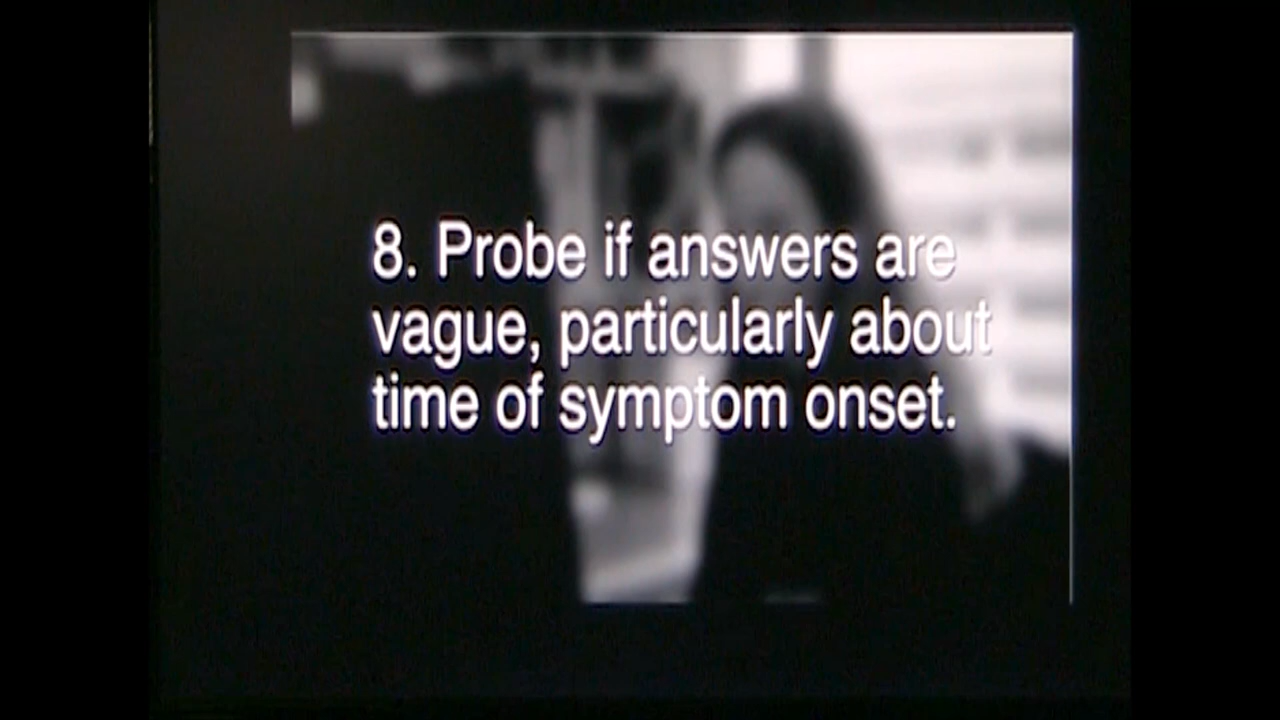 8. Probe if answers are
vague, particularly about
time of symptom onset.